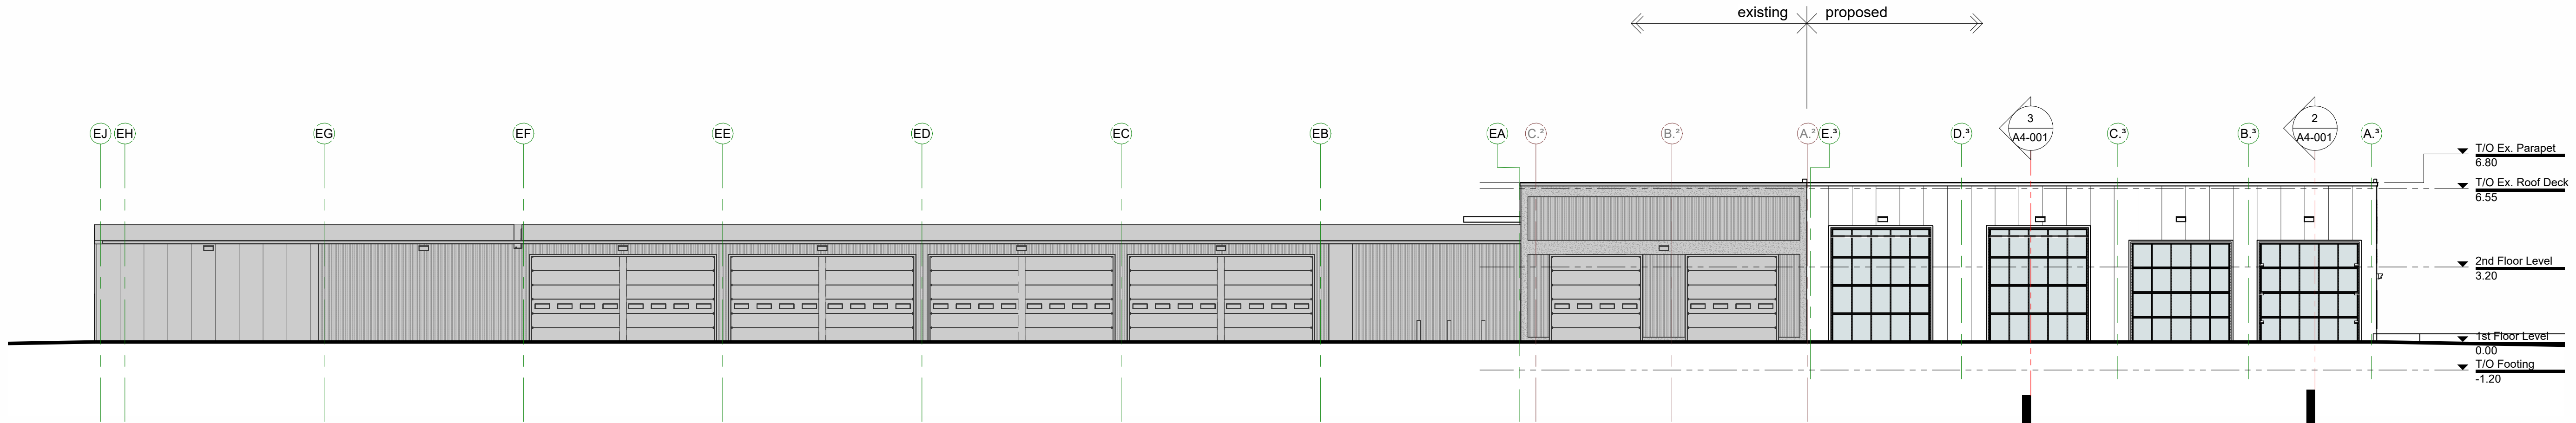 existing proposed
EJ EH EG EF EE ED EC EB EA C.² B.² A.² E.³ D.³ C.³ B.³ A.³
3
A4-001
2
A4-001
T/O Ex. Parapet
6.80
T/O Ex. Roof Deck
6.55
2nd Floor Level
3.20
1st Floor Level
0.00
T/O Footing
-1.20